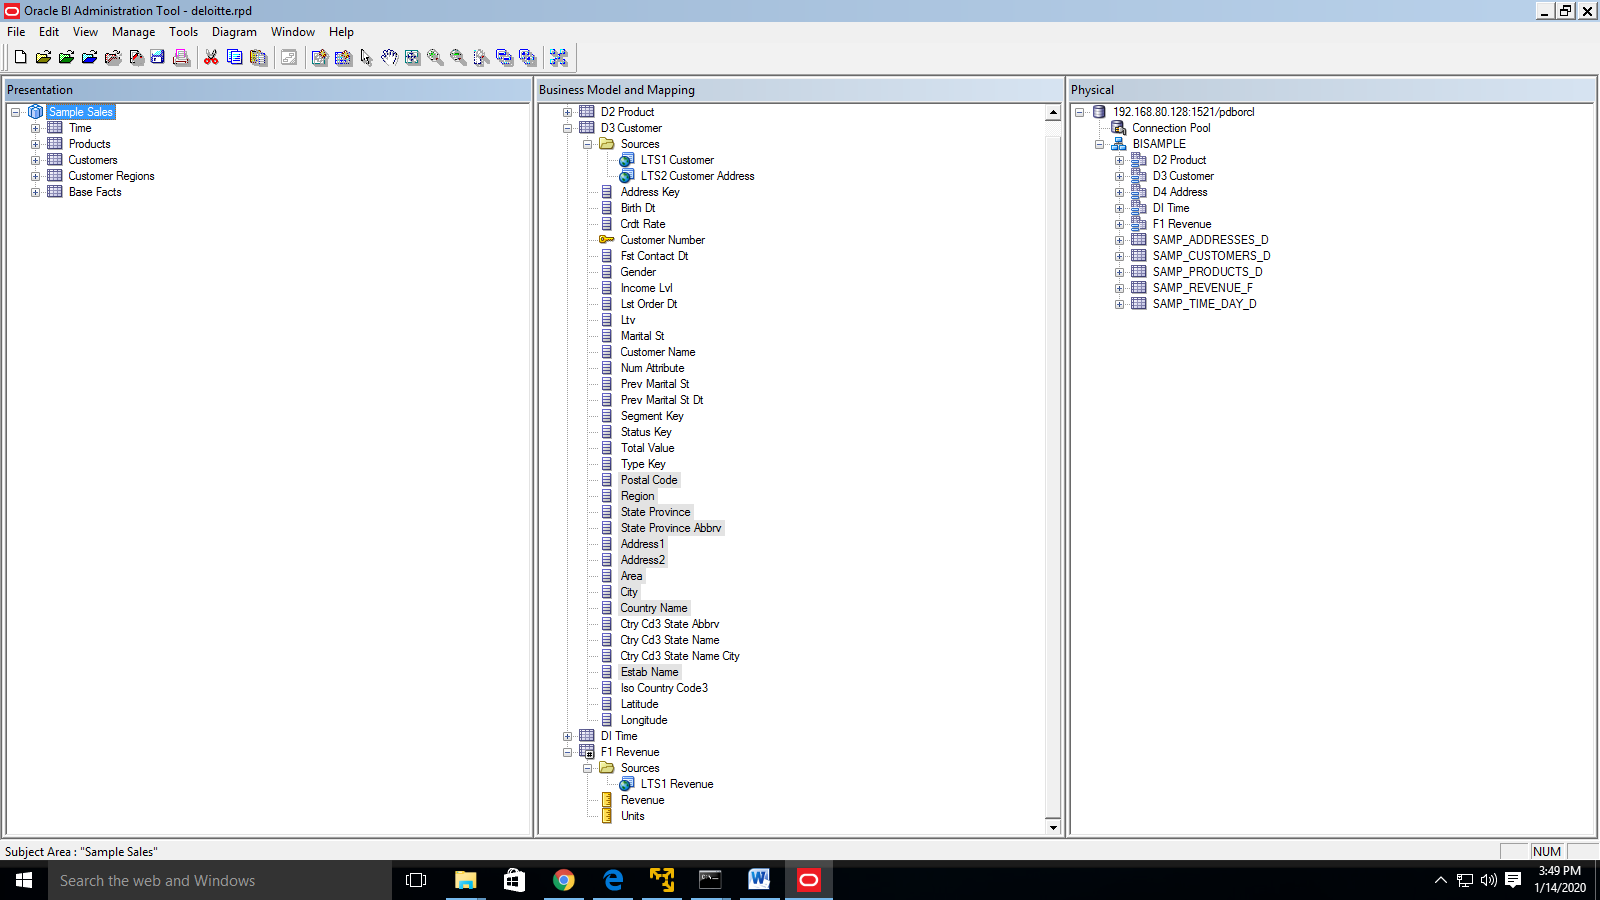 Oracle BI Administration Tool - deloitte.rpd
File Edit View Manage Tools Diagram Window Help
Presentation
Sample Sales
Time
Products
Customers
Customer Regions
Base Facts
Business Model and Mapping
D2 Product
D3 Customer
Sources
LTS1 Customer
LTS2 Customer Address
Address Key
Birth Dt
Crdt Rate
Customer Number
Fst Contact Dt
Gender
Income Lvl
Lst Order Dt
Ltv
Marital St
Customer Name
Num Attribute
Prev Marital St
Prev Marital St Dt
Segment Key
Status Key
Total Value
Type Key
Postal Code
Region
State Province
State Province Abbrv
Address1
Address2
Area
City
Country Name
Ctry Cd3 State Abbrv
Ctry Cd3 State Name
Ctry Cd3 State Name City
Estab Name
Iso Country Code3
Latitude
Longitude
DI Time
F1 Revenue
Sources
LTS1 Revenue
Revenue
Units
Physical
192.168.80.128:1521/pdborcl
Connection Pool
BISAMPLE
D2 Product
D3 Customer
D4 Address
DI Time
F1 Revenue
SAMP_ADDRESSES_D
SAMP_CUSTOMERS_D
SAMP_PRODUCTS_D
SAMP_REVENUE_F
SAMP_TIME_DAY_D
Subject Area : "Sample Sales"
NUM
Search the web and Windows
3:49 PM
1/14/2020